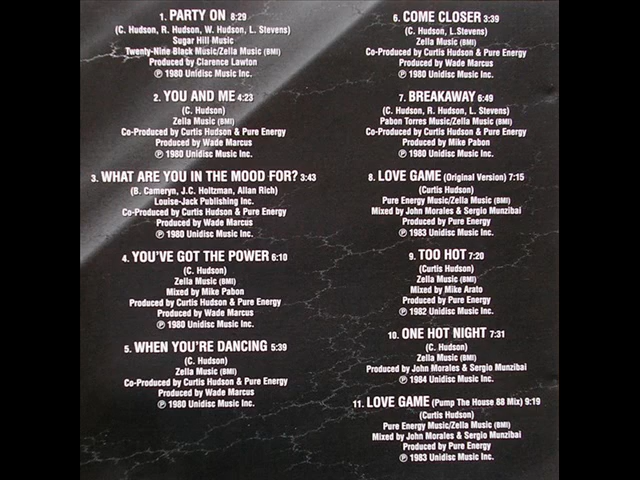 1. PARTY ON 8:29
(C. Hudson, R. Hudson, W. Hudson, L. Stevens)
Sugar Hill Music
Twenty-Nine Black Music/Zella Music (BMI)
Produced by Clarence Lawton
℗ 1980 Unidisc Music Inc.
2. YOU AND ME 4:23
(C. Hudson)
Zella Music (BMI)
Co-Produced by Curtis Hudson & Pure Energy
Produced by Wade Marcus
℗ 1980 Unidisc Music Inc.
3. WHAT ARE YOU IN THE MOOD FOR? 3:43
(B. Cameryn, J.C. Holtzman, Allan Rich)
Louise-Jack Publishing Inc.
Co-Produced by Curtis Hudson & Pure Energy
Produced by Wade Marcus
℗ 1980 Unidisc Music Inc.
4. YOU'VE GOT THE POWER 6:10
(C. Hudson)
Zella Music (BMI)
Mixed by Mike Pabon
Produced by Curtis Hudson & Pure Energy
Produced by Wade Marcus
℗ 1980 Unidisc Music Inc.
5. WHEN YOU'RE DANCING 5:39
(C. Hudson)
Zella Music (BMI)
Co-Produced by Curtis Hudson & Pure Energy
Produced by Wade Marcus
℗ 1980 Unidisc Music Inc.
6. COME CLOSER 3:39
(C. Hudson, L.Stevens)
Zella Music (BMI)
Co-Produced by Curtis Hudson & Pure Energy
Produced by Wade Marcus
℗ 1980 Unidisc Music Inc.
7. BREAKAWAY 6:49
(C. Hudson, R. Hudson, L. Stevens)
Pabon Torres Music/Zella Music (BMI)
Co-Produced by Curtis Hudson & Pure Energy
Produced by Mike Pabon
℗ 1980 Unidisc Music Inc.
8. LOVE GAME (Original Version) 7:15
(Curtis Hudson)
Pure Energy Music/Zella Music (BMI)
Mixed by John Morales & Sergio Munzibai
Produced by Pure Energy
℗ 1983 Unidisc Music Inc.
9. TOO HOT 7:20
(Curtis Hudson)
Zella Music (BMI)
Mixed by Mike Arato
Produced by Pure Energy
℗ 1982 Unidisc Music Inc.
10. ONE HOT NIGHT 7:31
(C. Hudson)
Zella Music (BMI)
Produced by John Morales & Sergio Munzibai
℗ 1984 Unidisc Music Inc.
11. LOVE GAME (Pump The House 88 Mix) 9:19
(Curtis Hudson)
Pure Energy Music/Zella Music (BMI)
Mixed by John Morales & Sergio Munzibai
Produced by Pure Energy
℗ 1983 Unidisc Music Inc.